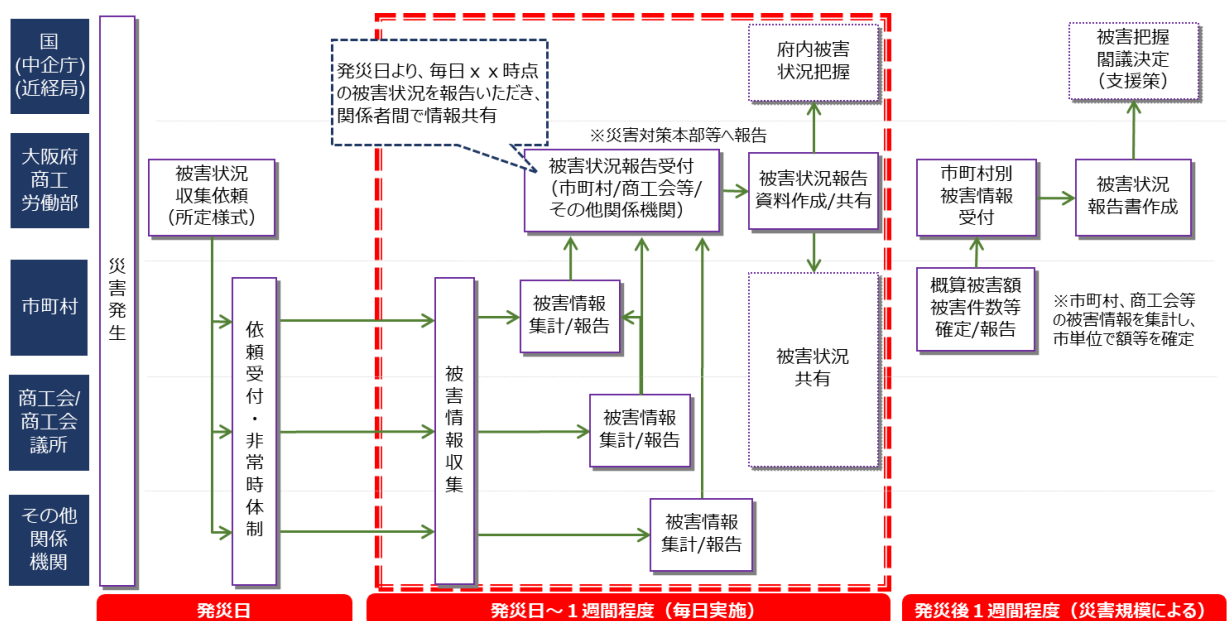 国
(中企庁)
(近経局)
大阪府
商工
労働部
市町村
商工会/
商工会
議所
その他
関係
機関
災害発生
被害状況
収集依頼
(所定様式)
依頼受付・非常時体制
発災日より、毎日ｘｘ時点
の被害状況を報告いただき、
関係者間で情報共有
※災害対策本部等へ報告
被害状況報告受付
(市町村/商工会等/
その他関係機関)
府内被害
状況把握
被害状況報告
資料作成/共有
被害情報収集
被害情報
集計/報告
被害情報
集計/報告
被害情報
集計/報告
被害状況
共有
被害把握
閣議決定
(支援策)
市町村別
被害情報
受付
被害状況
報告書作成
概算被害額
被害件数等
確定/報告
※市町村、商工会等
の被害情報を集計し、
市単位で額等を確定
発災日
発災日～１週間程度（毎日実施）
発災後１週間程度（災害規模による）